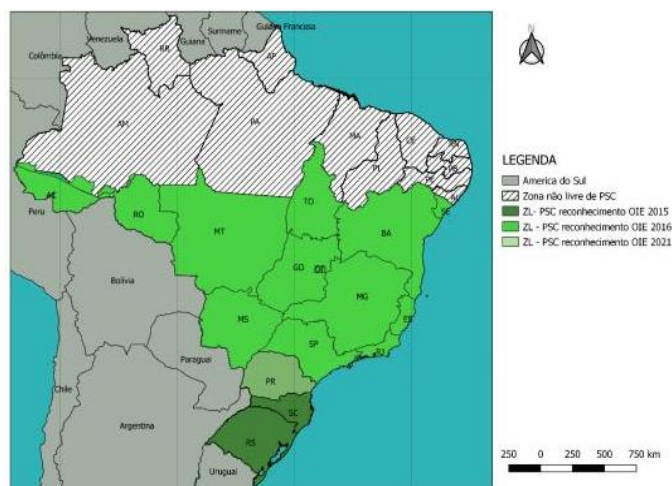 Venezuela
Suriname
Guiana Francesa
Colômbia
Guiana
RR
AP
AM
PA
MA
CE
RN
PB
PI
PE
AL
AC
SE
TO
RO
Peru
MT
BA
GO
DF
Bolívia
MG
ES
MS
SP
RJ
Paraguai
PR
Chile
SC
Argentina
RS
Uruguai
N
LEGENDA
America do Sul
Zona não livre de PSC
ZL- PSC reconhecimento OIE 2015
ZL - PSC reconhecimento OIE 2016
ZL - PSC reconhecimento OIE 2021
250 0 250 500 750 km